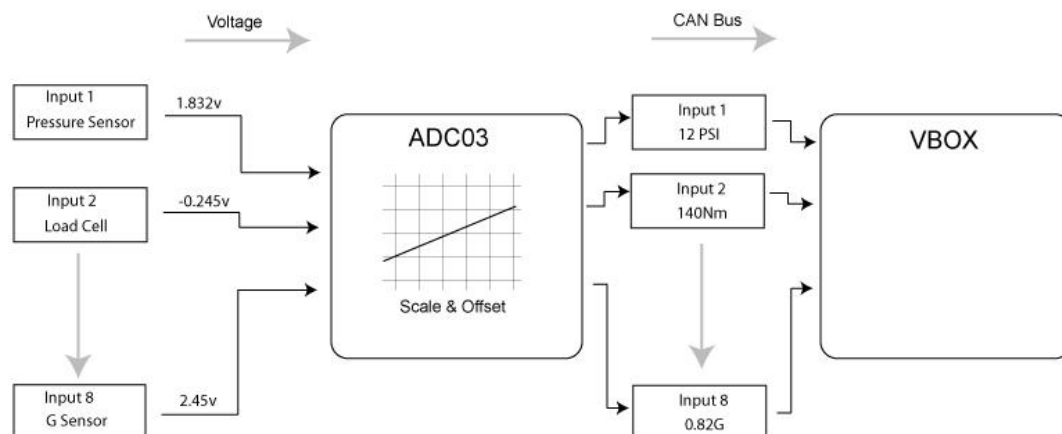 Voltage
CAN Bus
Input 1
Pressure Sensor
1.832v
Input 2
Load Cell
-0.245v
Input 8
G Sensor
2.45v
ADC03
Scale & Offset
Input 1
12 PSI
Input 2
140Nm
Input 8
0.82G
VBOX